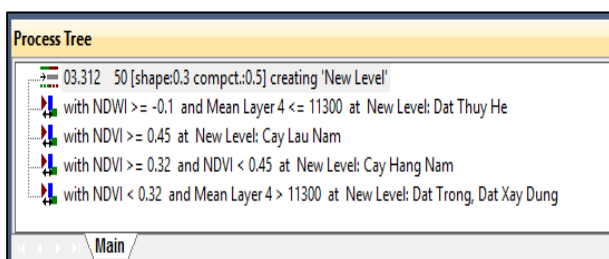 Process Tree
03.312 50 [shape:0.3 compct.:0.5] creating 'New Level'
with NDWI >= -0.1 and Mean Layer 4 <= 11300 at New Level: Dat Thuy He
with NDVI >= 0.45 at New Level: Cay Lau Nam
with NDVI >= 0.32 and NDVI < 0.45 at New Level: Cay Hang Nam
with NDVI < 0.32 and Mean Layer 4 > 11300 at New Level: Dat Trong, Dat Xay Dung
Main